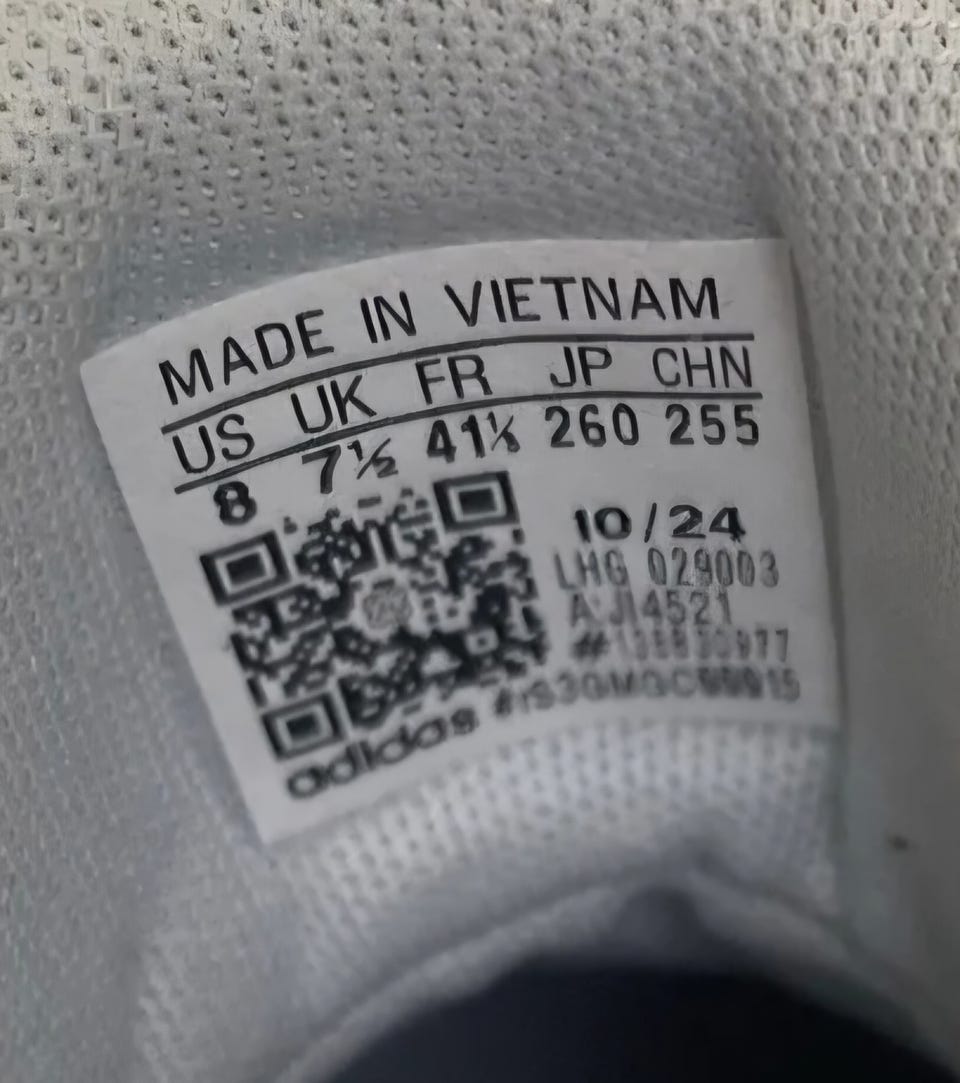 MADE IN VIETNAM
US UK FR JP CHN
8 7½ 41⅓ 260 255
10/24
LHG 029003
JI4521
adidas